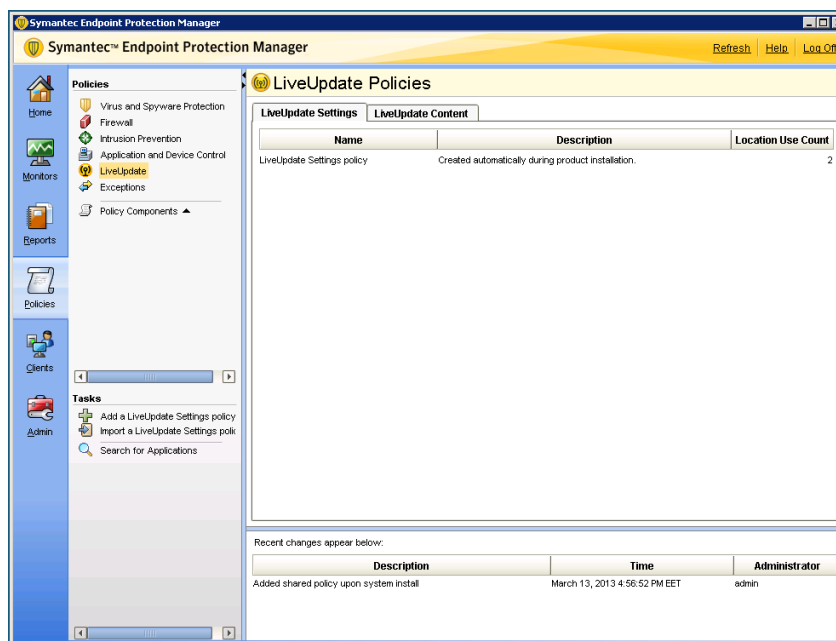 Symantec Endpoint Protection Manager
Symantec™ Endpoint Protection Manager
Refresh | Help | Log Off
Home
Monitors
Reports
Policies
Clients
Admin
Policies
Virus and Spyware Protection
Firewall
Intrusion Prevention
Application and Device Control
LiveUpdate
Exceptions
Policy Components
Tasks
Add a LiveUpdate Settings policy
Import a LiveUpdate Settings polic
Search for Applications
LiveUpdate Policies
LiveUpdate Settings LiveUpdate Content
Name Description Location Use Count
LiveUpdate Settings policy Created automatically during product installation. 2
Recent changes appear below:
Description Time Administrator
Added shared policy upon system install March 13, 2013 4:56:52 PM EET admin